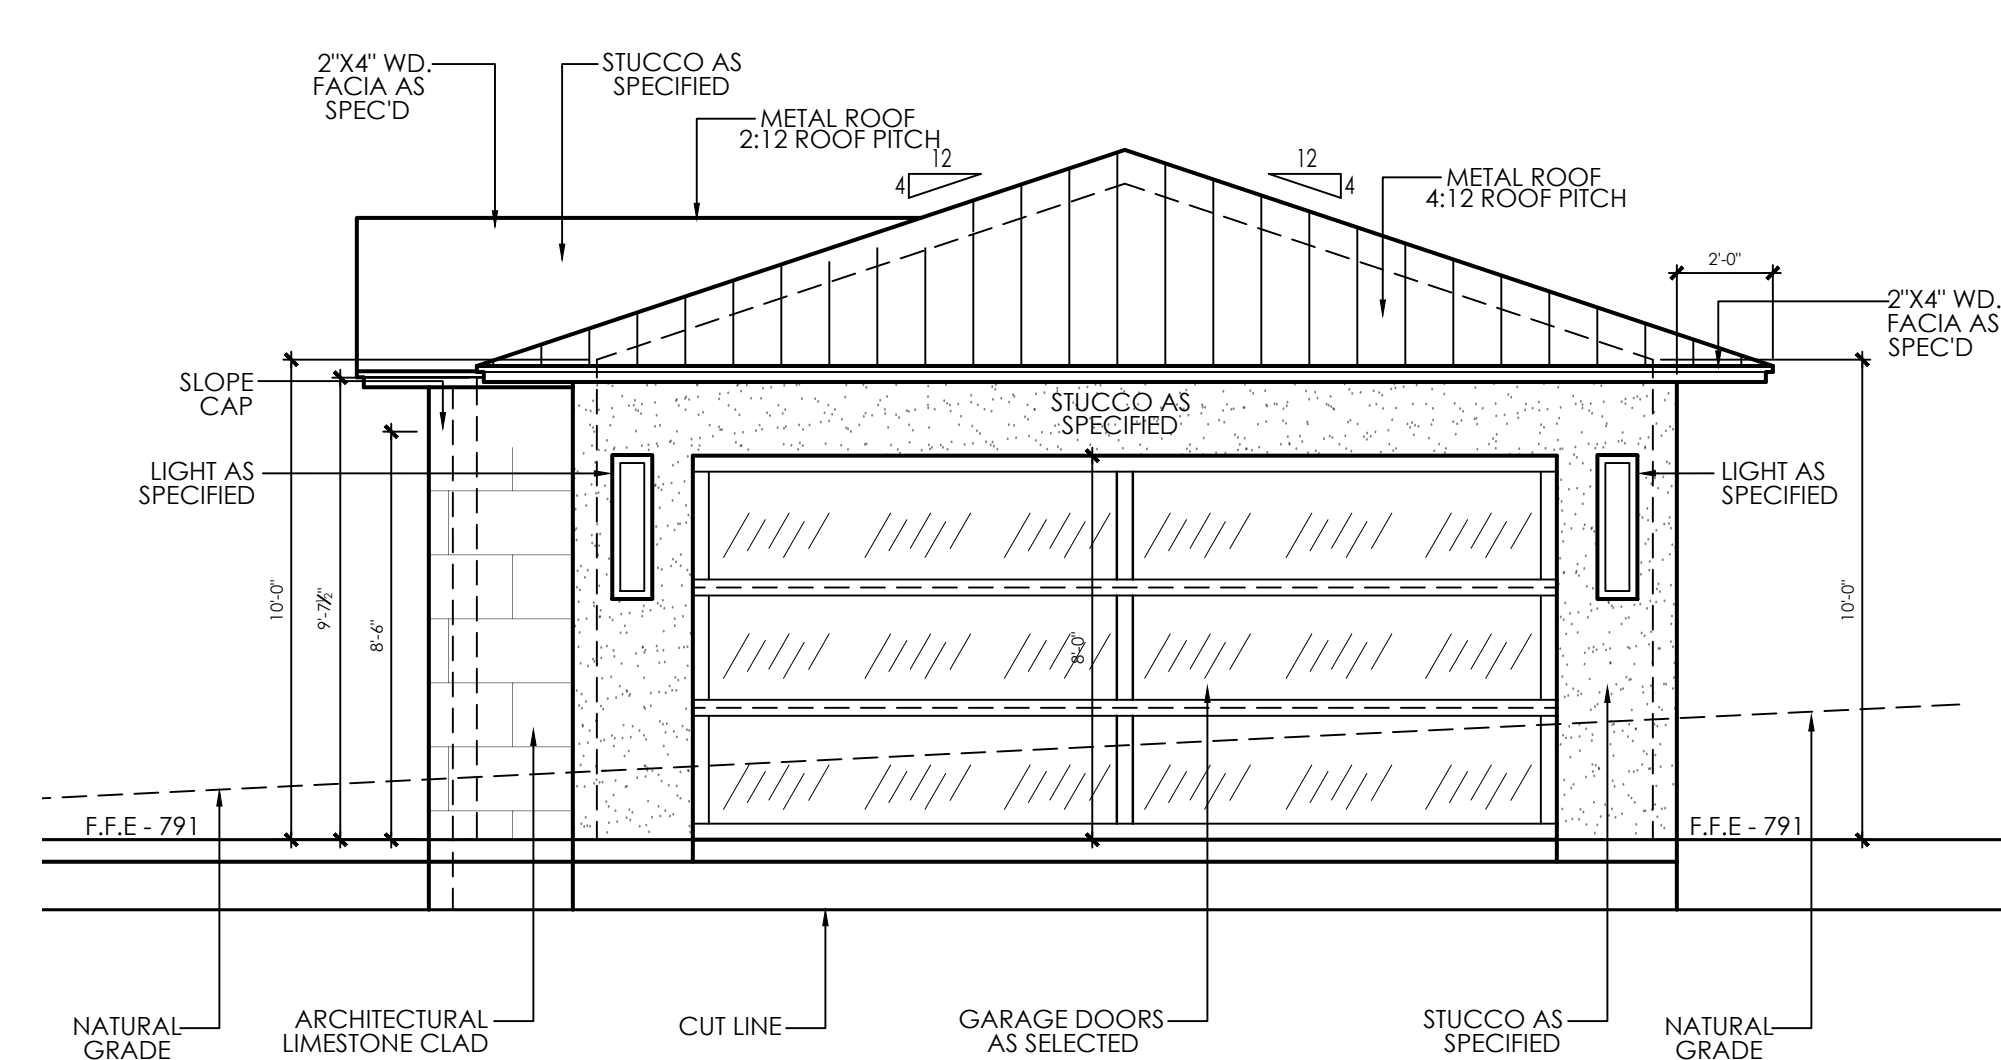 2"X4" WD.
FACIA AS
SPEC'D
STUCCO AS
SPECIFIED
METAL ROOF
2:12 ROOF PITCH
12
4
12
4
METAL ROOF
4:12 ROOF PITCH
2'-0"
2"X4" WD.
FACIA AS
SPEC'D
SLOPE
CAP
STUCCO AS
SPECIFIED
LIGHT AS
SPECIFIED
LIGHT AS
SPECIFIED
10'-0"
9'-7½"
8'-6"
8'-0"
10'-0"
F.F.E - 791
F.F.E - 791
NATURAL
GRADE
ARCHITECTURAL
LIMESTONE CLAD
CUT LINE
GARAGE DOORS
AS SELECTED
STUCCO AS
SPECIFIED
NATURAL
GRADE